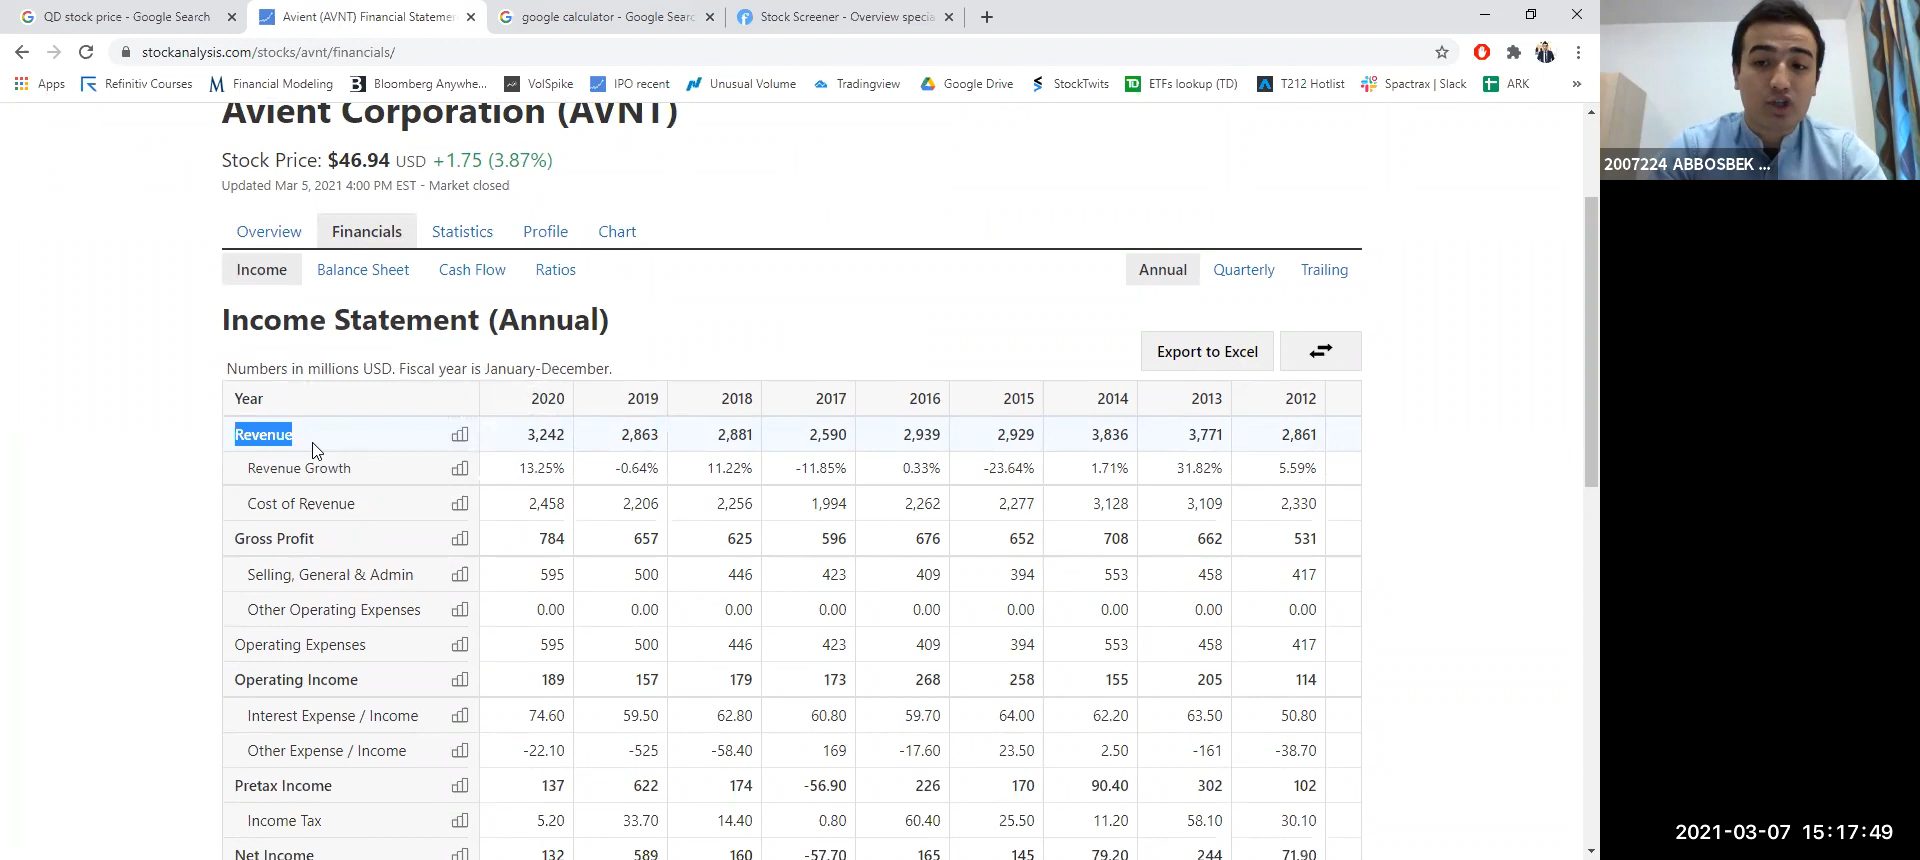 QD stock price - Google Search
Avient (AVNT) Financial Statemen
google calculator - Google Searc
Stock Screener - Overview specia
stockanalysis.com/stocks/avnt/financials/
Apps Refinitiv Courses Financial Modeling Bloomberg Anywhe... VolSpike IPO recent Unusual Volume Tradingview Google Drive StockTwits ETFs lookup (TD) T212 Hotlist Spactrax | Slack ARK »
Avient Corporation (AVNT)
Stock Price: $46.94 USD +1.75 (3.87%)
Updated Mar 5, 2021 4:00 PM EST - Market closed
Overview Financials Statistics Profile Chart
Income Balance Sheet Cash Flow Ratios Annual Quarterly Trailing
Income Statement (Annual)
Export to Excel
Numbers in millions USD. Fiscal year is January-December.
Year 2020 2019 2018 2017 2016 2015 2014 2013 2012
Revenue 3,242 2,863 2,881 2,590 2,939 2,929 3,836 3,771 2,861
Revenue Growth 13.25% -0.64% 11.22% -11.85% 0.33% -23.64% 1.71% 31.82% 5.59%
Cost of Revenue 2,458 2,206 2,256 1,994 2,262 2,277 3,128 3,109 2,330
Gross Profit 784 657 625 596 676 652 708 662 531
Selling, General & Admin 595 500 446 423 409 394 553 458 417
Other Operating Expenses 0.00 0.00 0.00 0.00 0.00 0.00 0.00 0.00 0.00
Operating Expenses 595 500 446 423 409 394 553 458 417
Operating Income 189 157 179 173 268 258 155 205 114
Interest Expense / Income 74.60 59.50 62.80 60.80 59.70 64.00 62.20 63.50 50.80
Other Expense / Income -22.10 -525 -58.40 169 -17.60 23.50 2.50 -161 -38.70
Pretax Income 137 622 174 -56.90 226 170 90.40 302 102
Income Tax 5.20 33.70 14.40 0.80 60.40 25.50 11.20 58.10 30.10
Net Income 132 589 160 -57.70 165 145 79.20 244 71.90
2007224 ABBOSBEK ...
2021-03-07 15:17:49